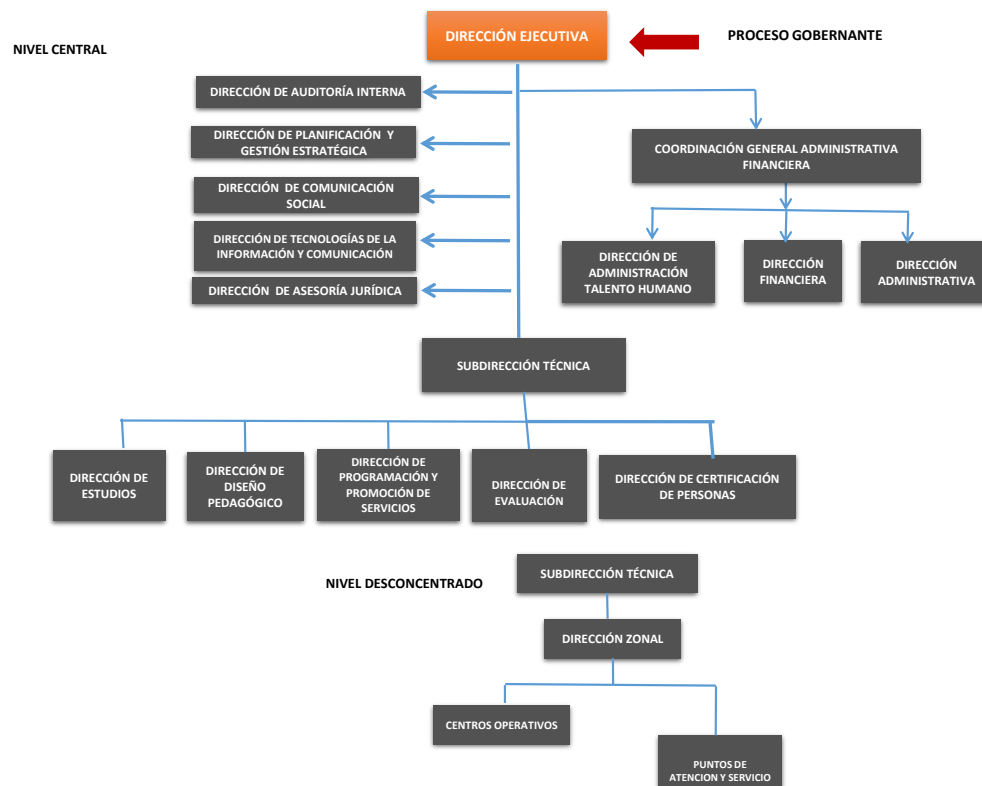 DIRECCIÓN EJECUTIVA
PROCESO GOBERNANTE
NIVEL CENTRAL
DIRECCIÓN DE AUDITORÍA INTERNA
DIRECCIÓN DE PLANIFICACIÓN Y
GESTIÓN ESTRATÉGICA
DIRECCIÓN DE COMUNICACIÓN
SOCIAL
DIRECCIÓN DE TECNOLOGÍAS DE LA
INFORMACIÓN Y COMUNICACIÓN
DIRECCIÓN DE ASESORÍA JURÍDICA
COORDINACIÓN GENERAL ADMINISTRATIVA
FINANCIERA
DIRECCIÓN DE
ADMINISTRACIÓN
TALENTO HUMANO
DIRECCIÓN
FINANCIERA
DIRECCIÓN
ADMINISTRATIVA
SUBDIRECCIÓN TÉCNICA
DIRECCIÓN DE
ESTUDIOS
DIRECCIÓN DE
DISEÑO
PEDAGÓGICO
DIRECCIÓN DE
PROGRAMACIÓN Y
PROMOCIÓN DE
SERVICIOS
DIRECCIÓN DE
EVALUACIÓN
DIRECCIÓN DE CERTIFICACIÓN
DE PERSONAS
NIVEL DESCONCENTRADO
SUBDIRECCIÓN TÉCNICA
DIRECCIÓN ZONAL
CENTROS OPERATIVOS
PUNTOS DE
ATENCION Y SERVICIO